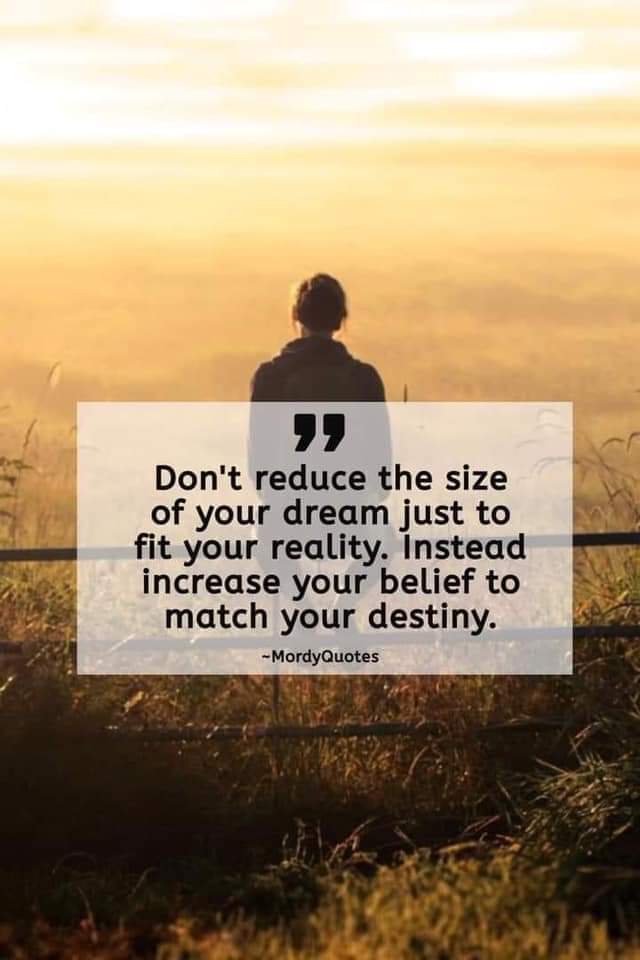 ”
Don't reduce the size
of your dream just to
fit your reality. Instead
increase your belief to
match your destiny.
~MordyQuotes